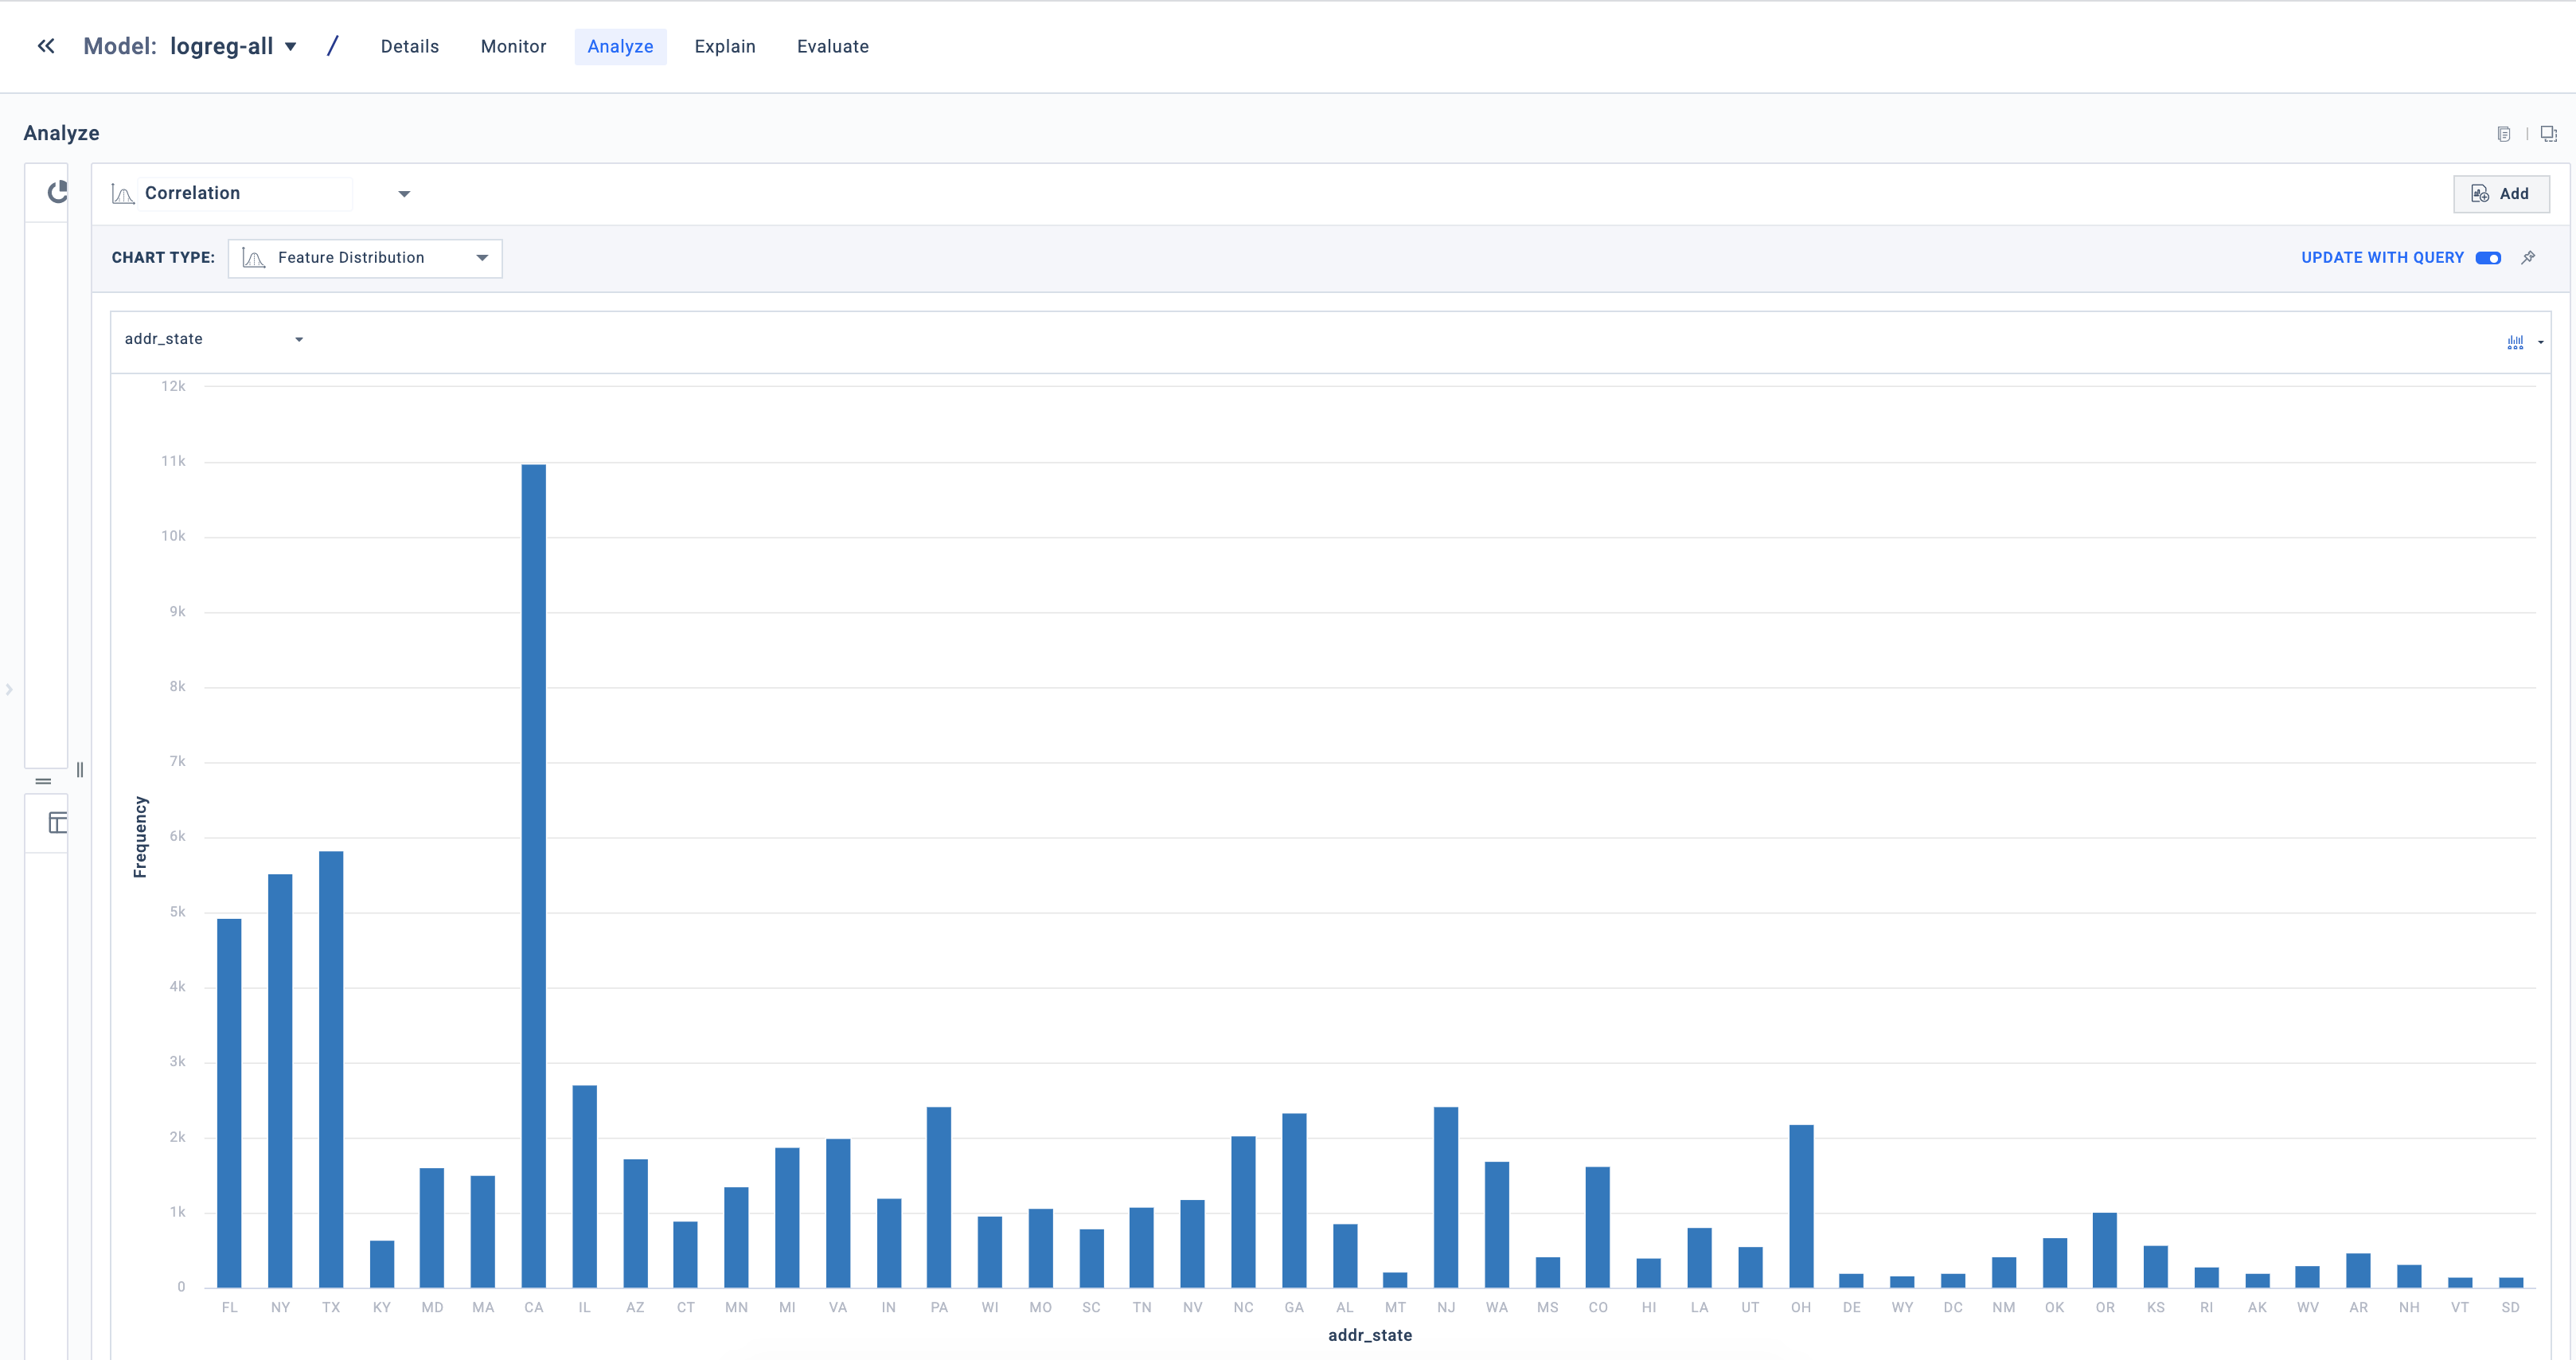 Model: logreg-all / Details Monitor Analyze Explain Evaluate
Analyze
Correlation Add
CHART TYPE: Feature Distribution UPDATE WITH QUERY
addr_state
12k
11k
10k
9k
8k
7k
6k
5k
4k
3k
2k
1k
0
Frequency
FL NY TX KY MD MA CA IL AZ CT MN MI VA IN PA WI MO SC TN NV NC GA AL MT NJ WA MS CO HI LA UT OH DE WY DC NM OK OR KS RI AK WV AR NH VT SD
addr_state